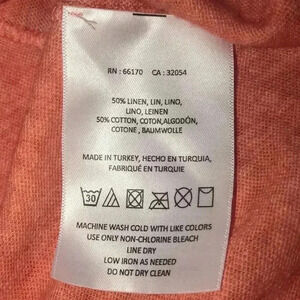 RN : 66170 CA : 32054
50% LINEN, LIN, LINO,
LINO, LEINEN
50% COTTON, COTON,ALGODÓN,
COTONE , BAUMWOLLE
MADE IN TURKEY, HECHO EN TURQUIA,
FABRIQUÉ EN TURQUIE
30
MACHINE WASH COLD WITH LIKE COLORS
USE ONLY NON-CHLORINE BLEACH
LINE DRY
LOW IRON AS NEEDED
DO NOT DRY CLEAN